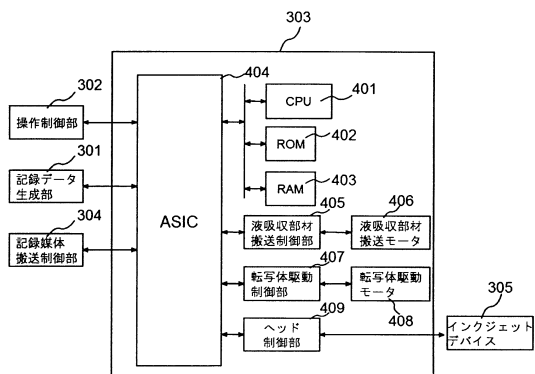 303
302
操作制御部
301
記録データ
生成部
304
記録媒体
搬送制御部
404
ASIC
CPU
401
ROM
402
RAM
403
405
液吸収部材
搬送制御部
406
液吸収部材
搬送モータ
407
転写体駆動
制御部
転写体駆動
モータ
408
409
ヘッド
制御部
305
インクジェット
デバイス